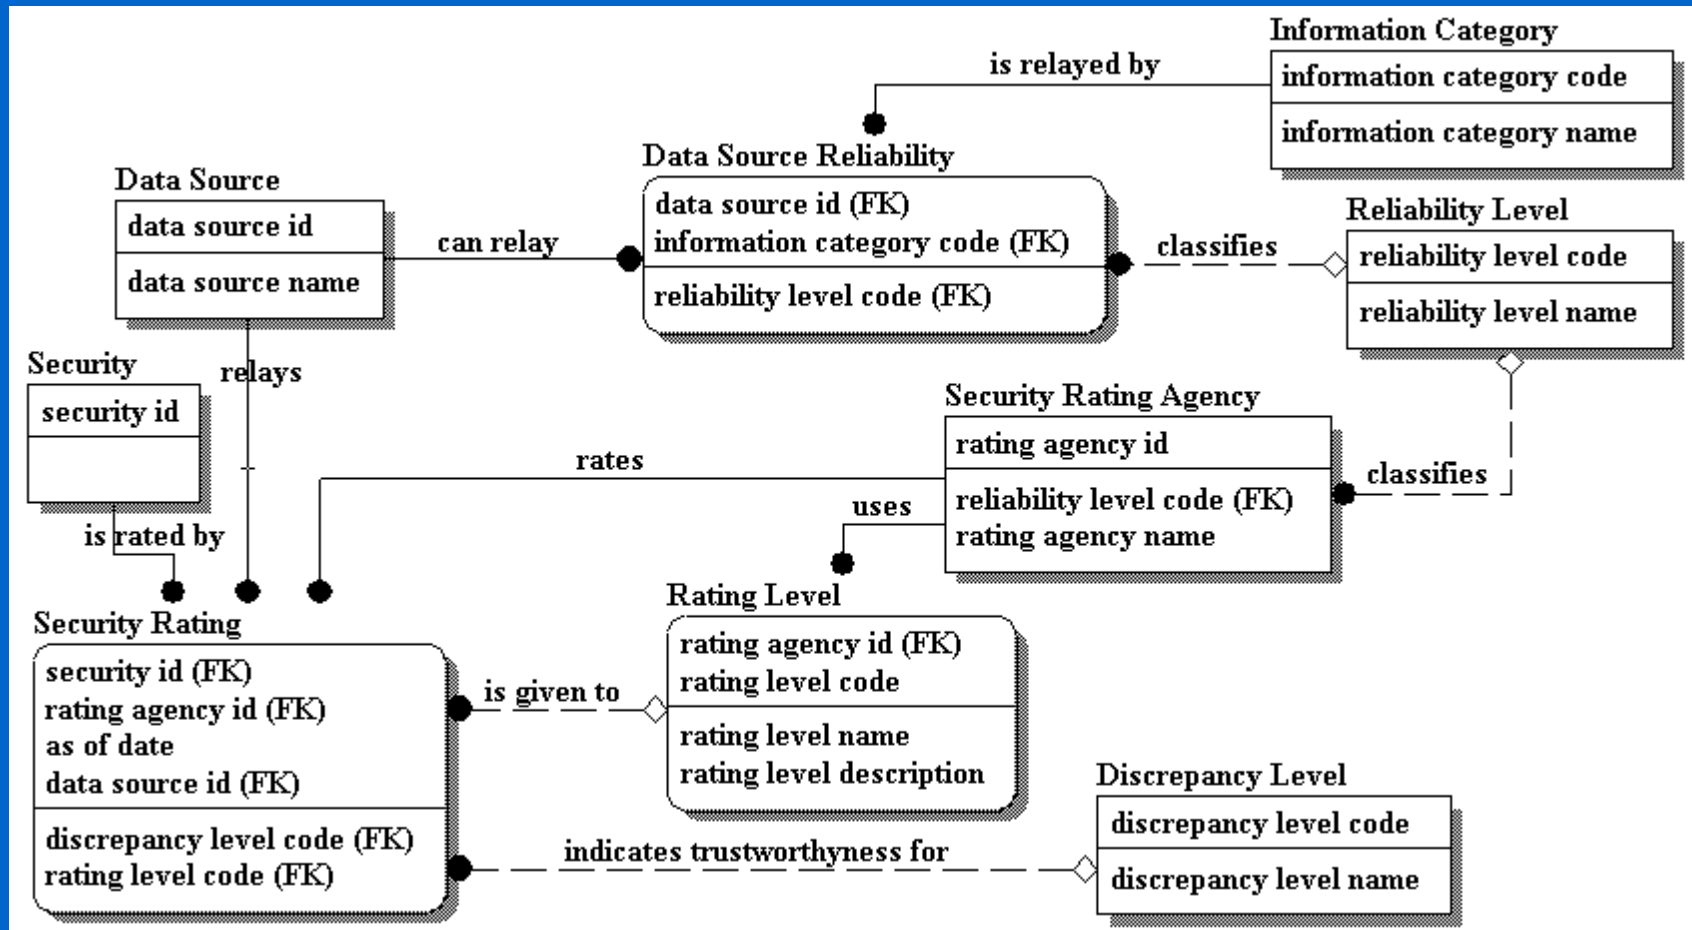 Information Category
is relayed by
information category code
information category name
Data Source Reliability
data source id (FK)
information category code (FK)
reliability level code (FK)
Data Source
data source id
data source name
can relay
classifies
Reliability Level
reliability level code
reliability level name
Security
security id
relays
is rated by
Security Rating Agency
rating agency id
reliability level code (FK)
rating agency name
rates
uses
classifies
Rating Level
rating agency id (FK)
rating level code
rating level name
rating level description
Security Rating
security id (FK)
rating agency id (FK)
as of date
data source id (FK)
discrepancy level code (FK)
rating level code (FK)
is given to
indicates trustworthyness for
Discrepancy Level
discrepancy level code
discrepancy level name